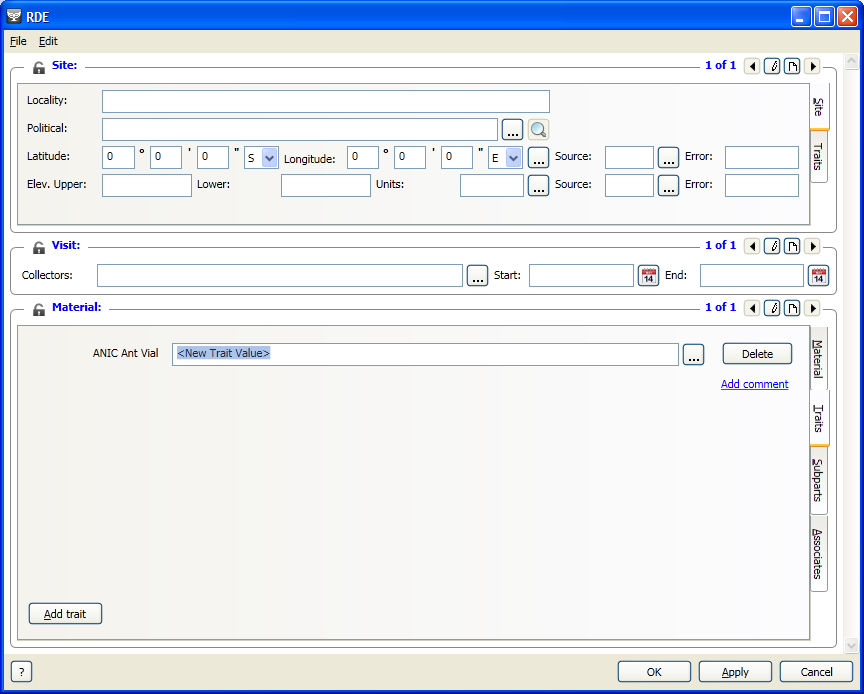 RDE
File Edit
Site: 1 of 1
Locality:
Political: ...
Latitude: 0 ° 0 ' 0 " S Longitude: 0 ° 0 ' 0 " E ... Source: ... Error:
Elev. Upper: Lower: Units: ... Source: ... Error:
Site
Traits
Visit: 1 of 1
Collectors: ... Start: 14 End: 14
Material: 1 of 1
ANIC Ant Vial <New Trait Value> ... Delete
Add comment
Material
Traits
Subparts
Associates
Add trait
? OK Apply Cancel